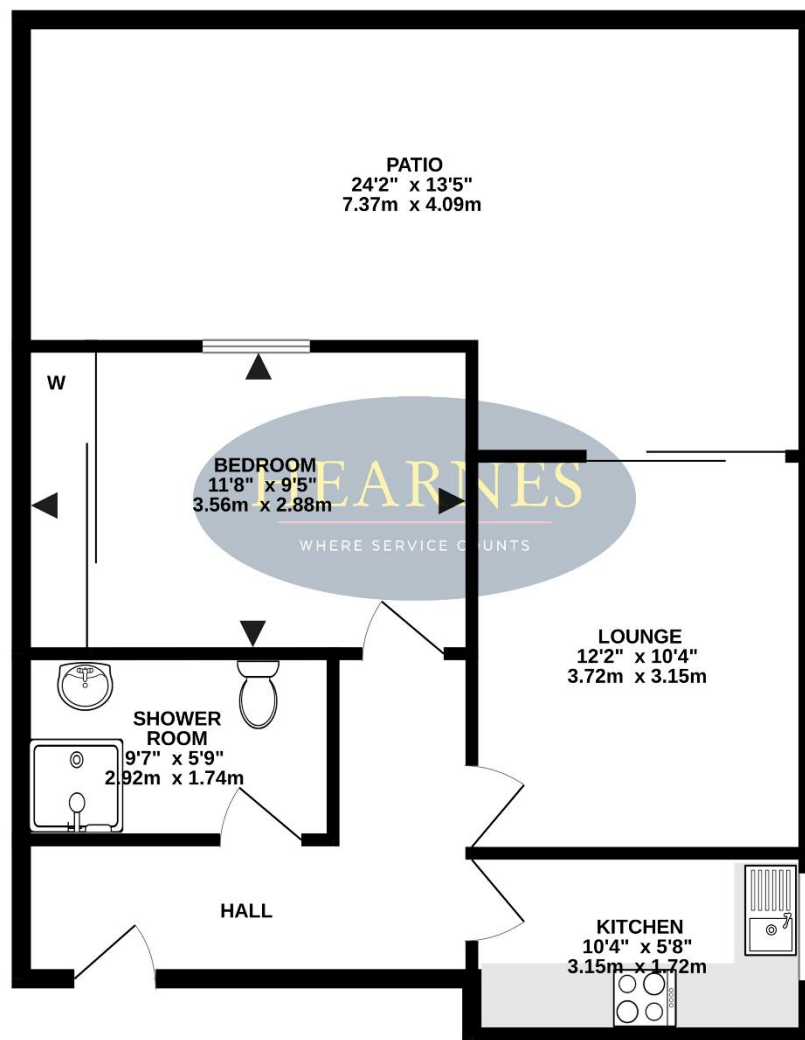 PATIO
24'2" x 13'5"
7.37m x 4.09m
W
BEDROOM
11'8" x 9'5"
3.56m x 2.88m
HEARNES
WHERE SERVICE COUNTS
LOUNGE
12'2" x 10'4"
3.72m x 3.15m
SHOWER
ROOM
9'7" x 5'9"
2.92m x 1.74m
HALL
KITCHEN
10'4" x 5'8"
3.15m x 1.72m